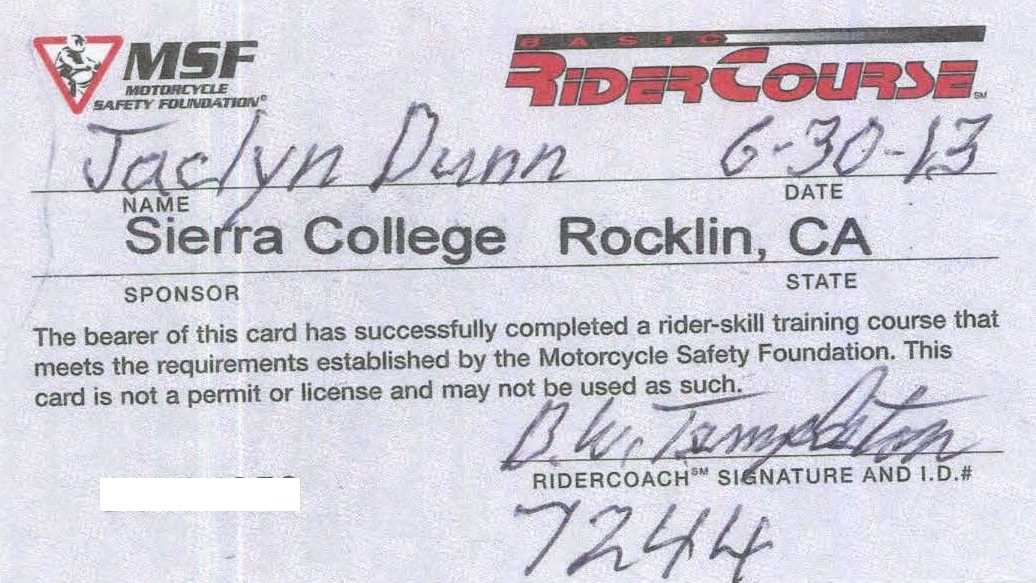 MSF
MOTORCYCLE
SAFETY FOUNDATION®
BASIC
RIDERCOURSE SM
Jaclyn Dunn 6-30-13
NAME DATE
Sierra College Rocklin, CA
SPONSOR STATE
The bearer of this card has successfully completed a rider-skill training course that
meets the requirements established by the Motorcycle Safety Foundation. This
card is not a permit or license and may not be used as such.
B.W. Templeton
RIDERCOACH℠ SIGNATURE AND I.D.#
7244